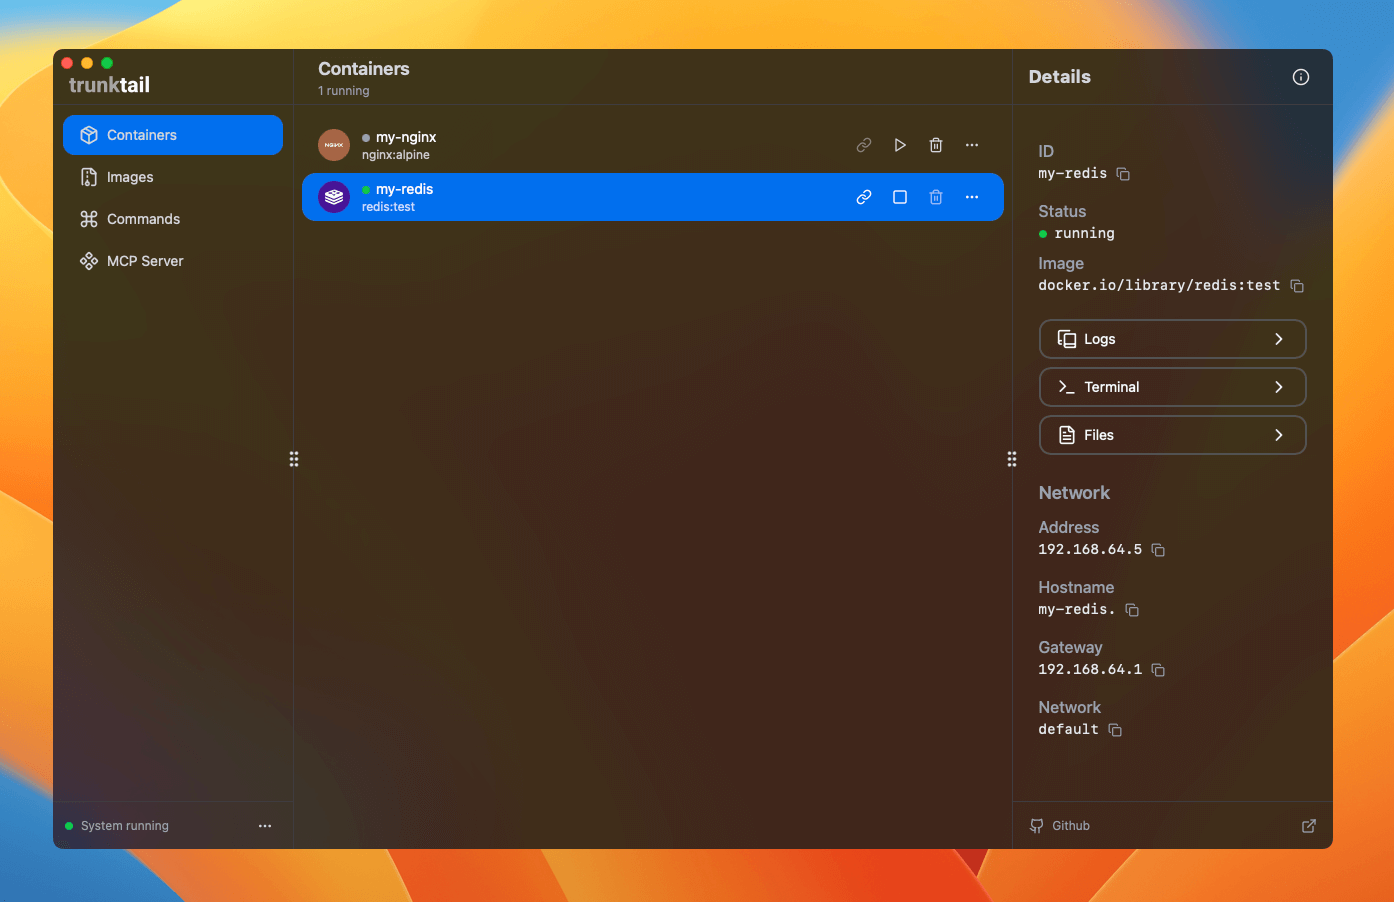 trunktail
Containers
Images
Commands
MCP Server
System running
Containers
1 running
NGINX
my-nginx
nginx:alpine
my-redis
redis:test
Details
ID
my-redis
Status
running
Image
docker.io/library/redis:test
Logs
Terminal
Files
Network
Address
192.168.64.5
Hostname
my-redis.
Gateway
192.168.64.1
Network
default
Github